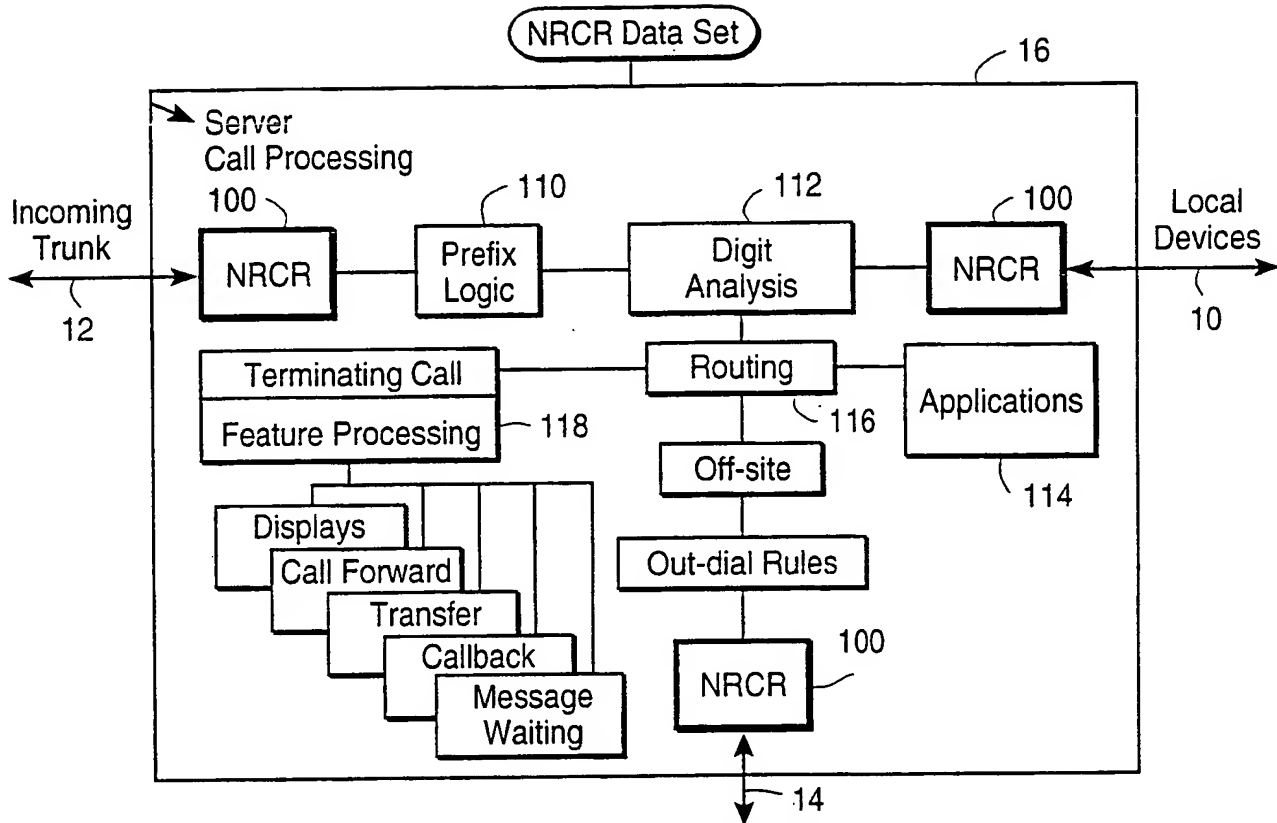 NRCR Data Set
16
Server
Call Processing
Incoming
Trunk
12
100
NRCR
110
Prefix
Logic
112
Digit
Analysis
100
NRCR
Local
Devices
10
Terminating Call
Feature Processing
118
Routing
116
Applications
114
Off-site
Out-dial Rules
Displays
Call Forward
Transfer
Callback
Message
Waiting
NRCR
100
14